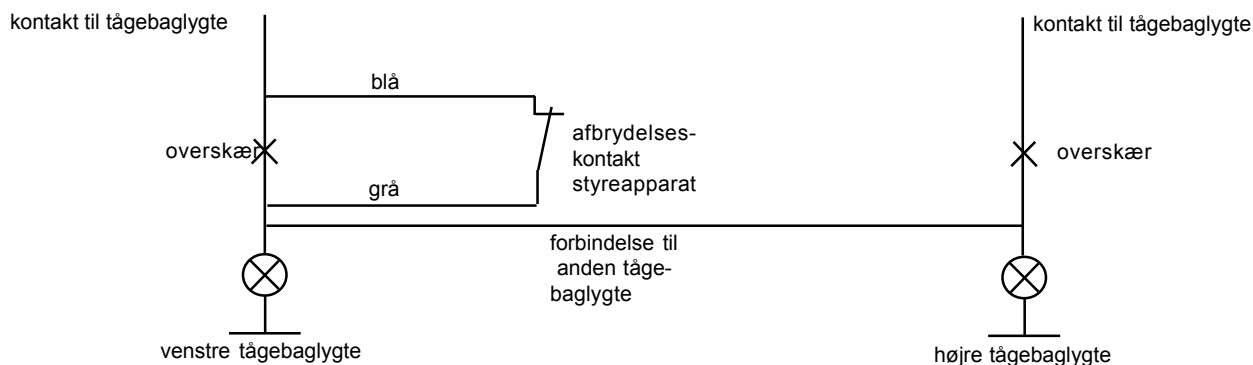 kontakt til tågebaglygte
kontakt til tågebaglygte
blå
afbrydelses-
kontakt
styreapparat
overskær
overskær
grå
forbindelse til
anden tåge-
baglygte
venstre tågebaglygte
højre tågebaglygte